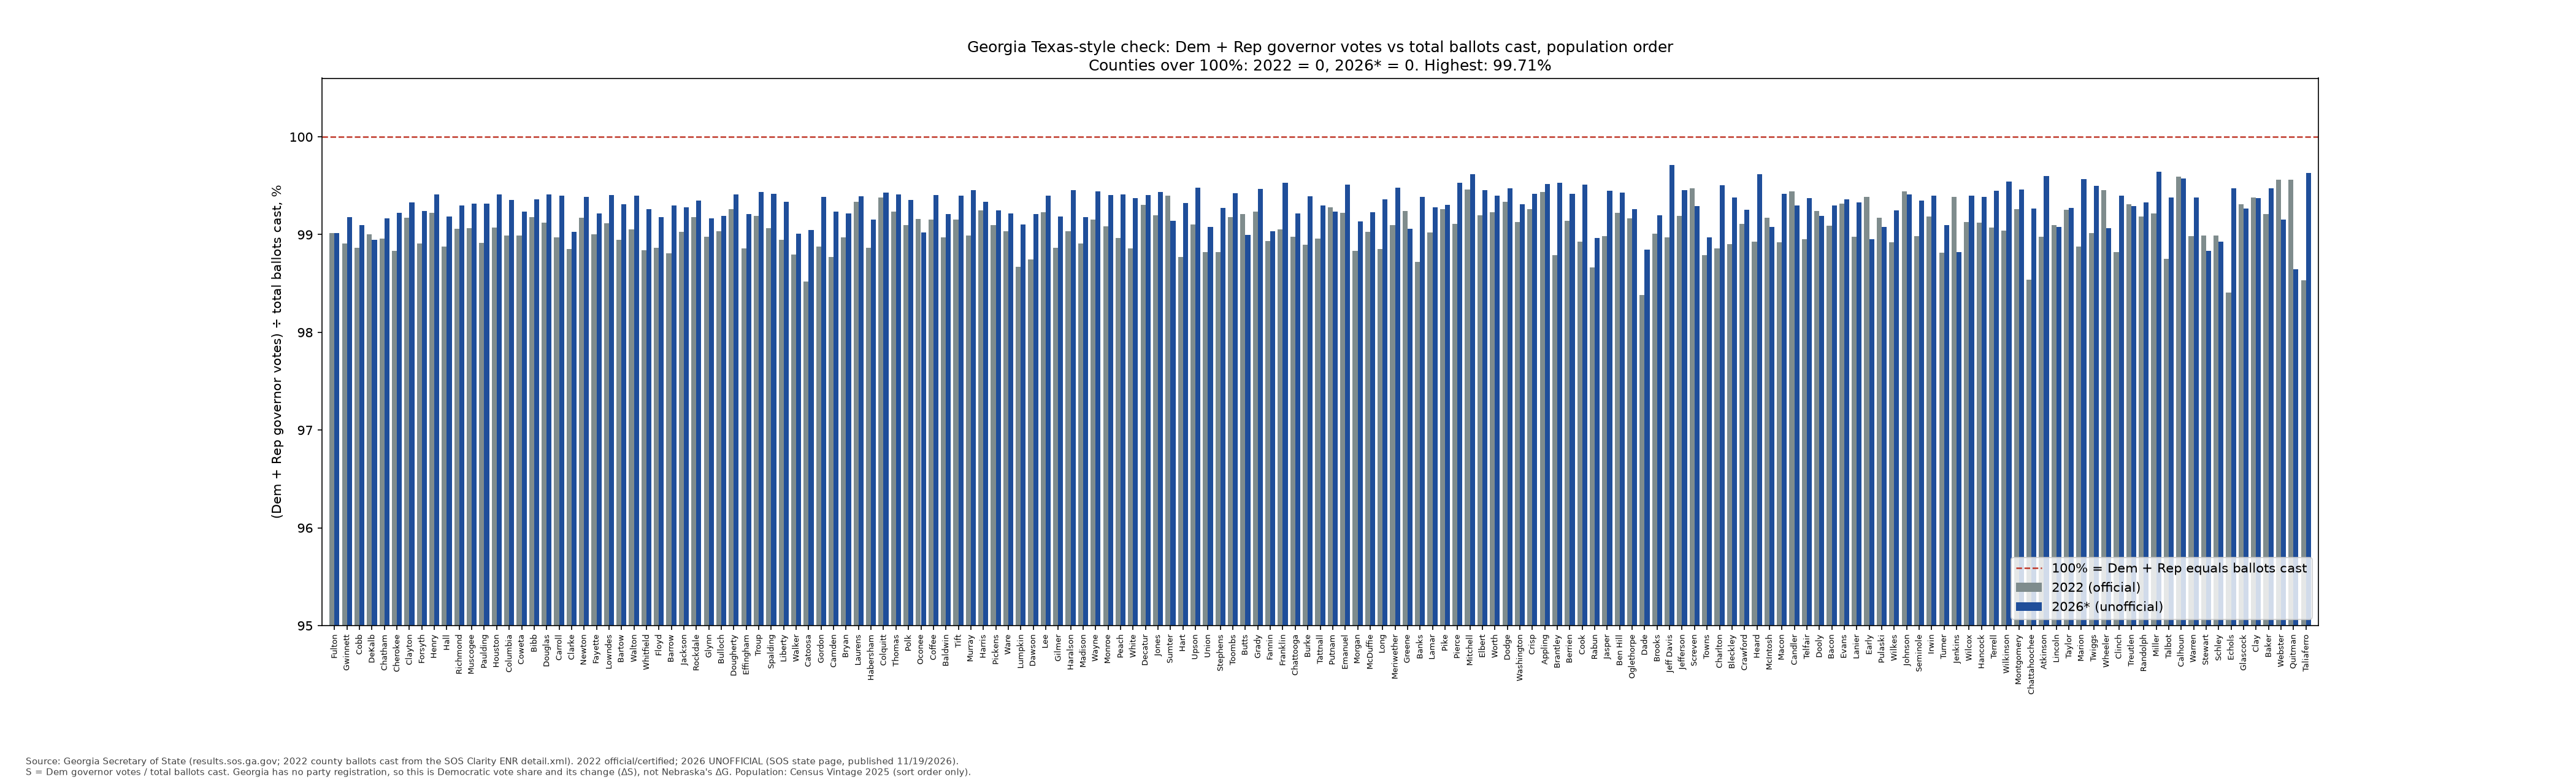 Georgia Texas-style check: Dem + Rep governor votes vs total ballots cast, population order
Counties over 100%: 2022 = 0, 2026* = 0. Highest: 99.71%
(Dem + Rep governor votes) ÷ total ballots cast, %
100
99
98
97
96
95
100% = Dem + Rep equals ballots cast
2022 (official)
2026* (unofficial)
Fulton
Gwinnett
Cobb
DeKalb
Chatham
Cherokee
Clayton
Forsyth
Henry
Hall
Richmond
Muscogee
Paulding
Houston
Columbia
Coweta
Bibb
Douglas
Carroll
Clarke
Newton
Fayette
Lowndes
Bartow
Walton
Whitfield
Floyd
Barrow
Jackson
Rockdale
Glynn
Bulloch
Dougherty
Effingham
Troup
Spalding
Liberty
Walker
Catoosa
Gordon
Camden
Bryan
Laurens
Habersham
Colquitt
Thomas
Polk
Oconee
Coffee
Baldwin
Tift
Murray
Harris
Pickens
Ware
Lumpkin
Dawson
Lee
Gilmer
Haralson
Madison
Wayne
Monroe
Peach
White
Decatur
Jones
Sumter
Hart
Upson
Union
Stephens
Toombs
Butts
Grady
Fannin
Franklin
Chattooga
Burke
Tattnall
Putnam
Emanuel
Morgan
McDuffie
Long
Meriwether
Greene
Banks
Lamar
Pike
Pierce
Mitchell
Elbert
Worth
Dodge
Washington
Crisp
Appling
Brantley
Berrien
Cook
Rabun
Jasper
Ben Hill
Oglethorpe
Dade
Brooks
Jeff Davis
Jefferson
Screven
Towns
Charlton
Bleckley
Crawford
Heard
McIntosh
Macon
Candler
Telfair
Dooly
Bacon
Evans
Lanier
Early
Pulaski
Wilkes
Johnson
Seminole
Irwin
Turner
Jenkins
Wilcox
Hancock
Terrell
Wilkinson
Montgomery
Chattahoochee
Atkinson
Lincoln
Taylor
Marion
Twiggs
Wheeler
Clinch
Treutlen
Randolph
Miller
Talbot
Calhoun
Warren
Stewart
Schley
Echols
Glascock
Clay
Baker
Webster
Quitman
Taliaferro
Source: Georgia Secretary of State (results.sos.ga.gov; 2022 county ballots cast from the SOS Clarity ENR detail.xml). 2022 official/certified; 2026 UNOFFICIAL (SOS state page, published 11/19/2026).
S = Dem governor votes / total ballots cast. Georgia has no party registration, so this is Democratic vote share and its change (ΔS), not Nebraska's ΔG. Population: Census Vintage 2025 (sort order only).